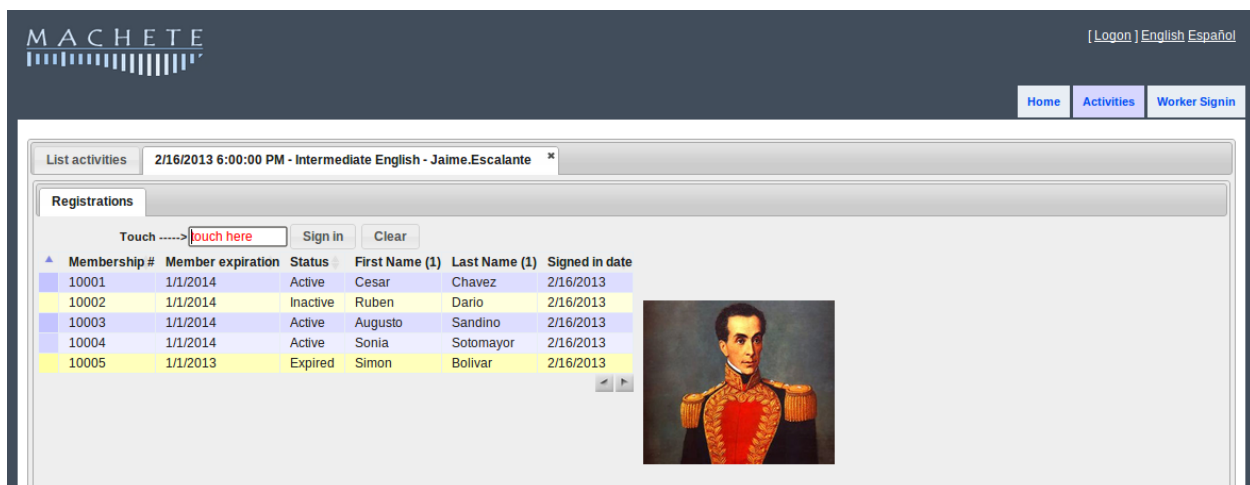 MACHETE
[ Logon ] English Español
Home Activities Worker Signin
List activities 2/16/2013 6:00:00 PM - Intermediate English - Jaime.Escalante ×
Registrations
Touch -----> touch here Sign in Clear
Membership # Member expiration Status First Name (1) Last Name (1) Signed in date
10001 1/1/2014 Active Cesar Chavez 2/16/2013
10002 1/1/2014 Inactive Ruben Dario 2/16/2013
10003 1/1/2014 Active Augusto Sandino 2/16/2013
10004 1/1/2014 Active Sonia Sotomayor 2/16/2013
10005 1/1/2013 Expired Simon Bolivar 2/16/2013